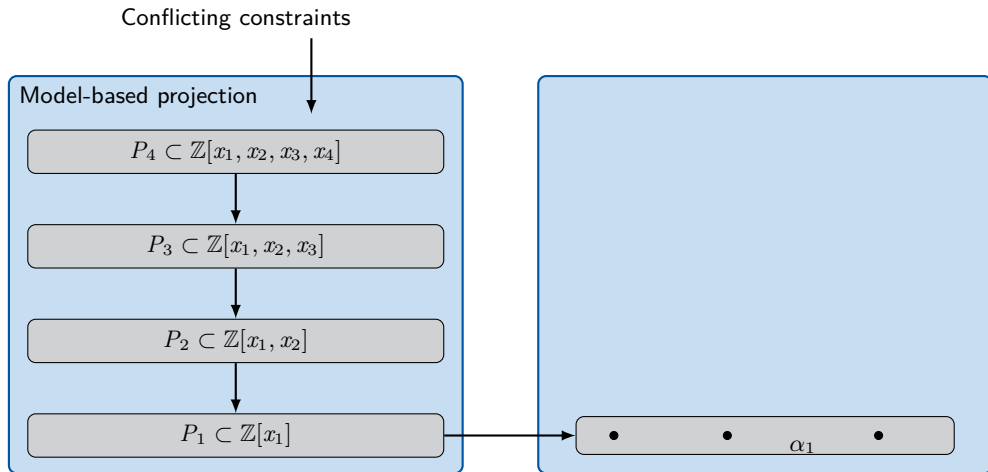 Conflicting constraints
Model-based projection
P₄ ⊂ ℤ[x₁, x₂, x₃, x₄]
P₃ ⊂ ℤ[x₁, x₂, x₃]
P₂ ⊂ ℤ[x₁, x₂]
P₁ ⊂ ℤ[x₁]
α₁